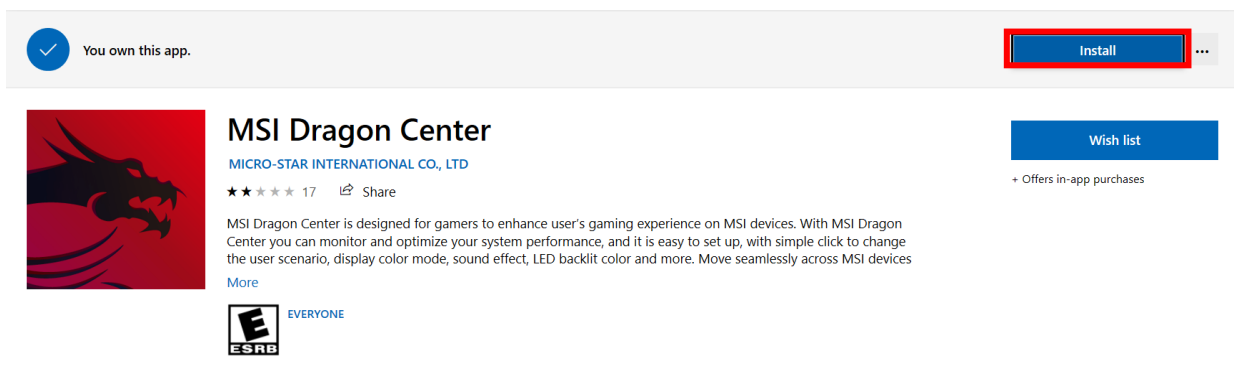 You own this app.
Install
...
MSI Dragon Center
MICRO-STAR INTERNATIONAL CO., LTD
17 Share
MSI Dragon Center is designed for gamers to enhance user's gaming experience on MSI devices. With MSI Dragon
Center you can monitor and optimize your system performance, and it is easy to set up, with simple click to change
the user scenario, display color mode, sound effect, LED backlit color and more. Move seamlessly across MSI devices
More
E
ESRB
EVERYONE
Wish list
+ Offers in-app purchases